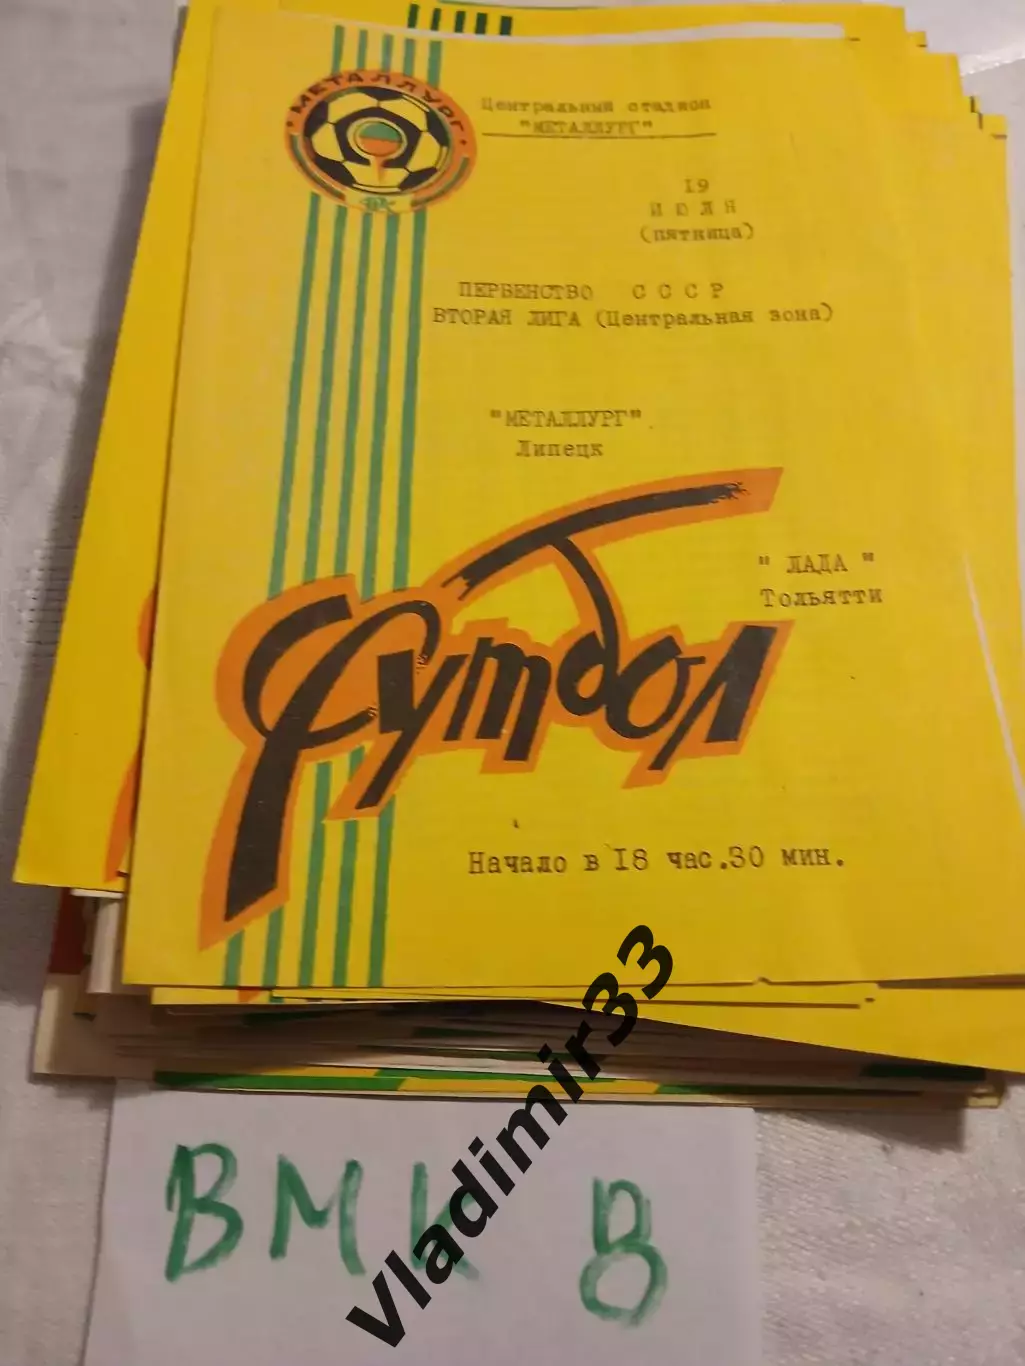 МЕТАЛЛУРГ
Центральный стадион
"МЕТАЛЛУРГ"
19
ИЮЛЯ
(пятница)
ПЕРВЕНСТВО СССР
ВТОРАЯ ЛИГА (Центральная зона)
"МЕТАЛЛУРГ".
Липецк
" ЛАДА "
Тольятти
Футбол
Начало в 18 час.30 мин.
Vladimir33
ВМК 8